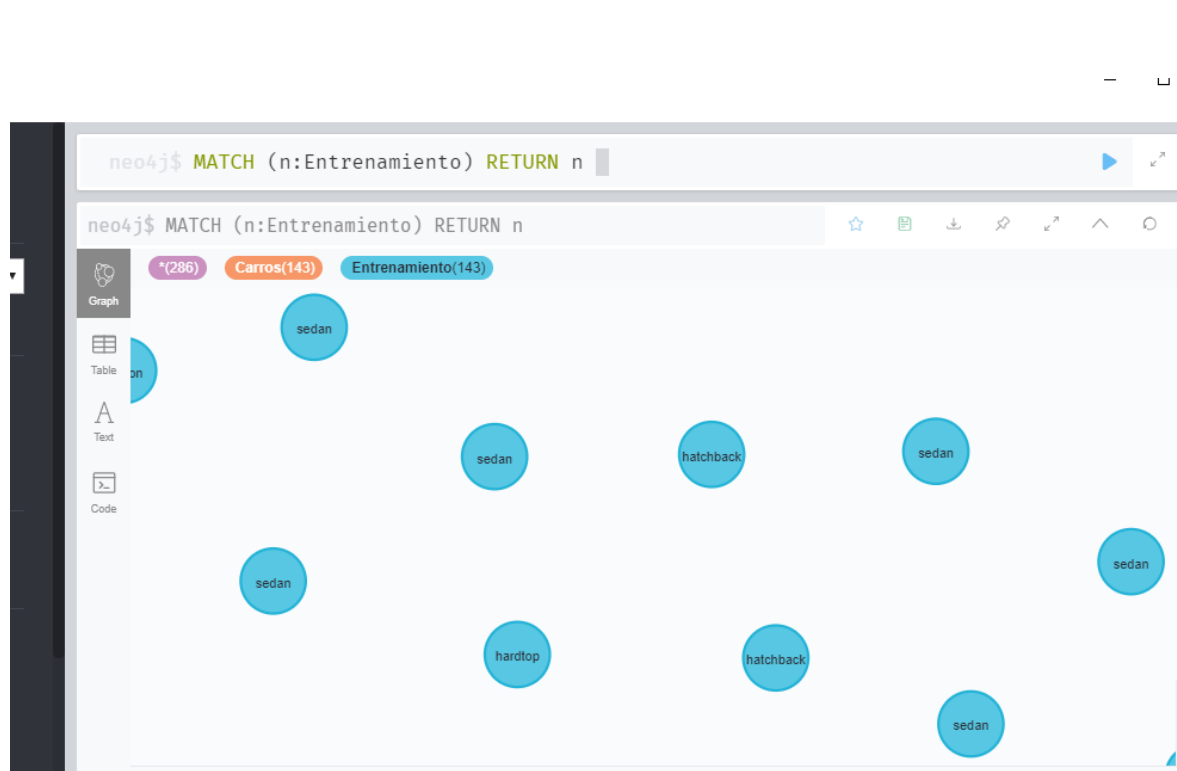 neo4j$ MATCH (n:Entrenamiento) RETURN n
neo4j$ MATCH (n:Entrenamiento) RETURN n
*(286) Carros(143) Entrenamiento(143)
Graph
Table
Text
Code
sedan
on
sedan
hatchback
sedan
sedan
sedan
hardtop
hatchback
sedan